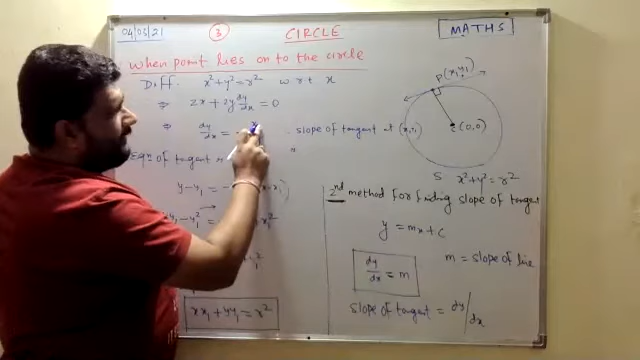 04/05/21
3
CIRCLE
MATHS
When point lies on to the circle
Diff. x²+y²=r² w.r.t x
⇒ 2x + 2y dy/dx = 0
⇒ dy/dx = - x
. slope of tangent at (x₁,y₁)
Eqn of tangent
y-y₁ = - x-x₁)
xx₁ + yy₁ = r²
P(x₁,y₁)
C (0,0)
S x²+y²=r²
2nd method for finding slope of tangent
y = mx + c
dy/dx = m
m = slope of line
slope of tangent = dy/dx